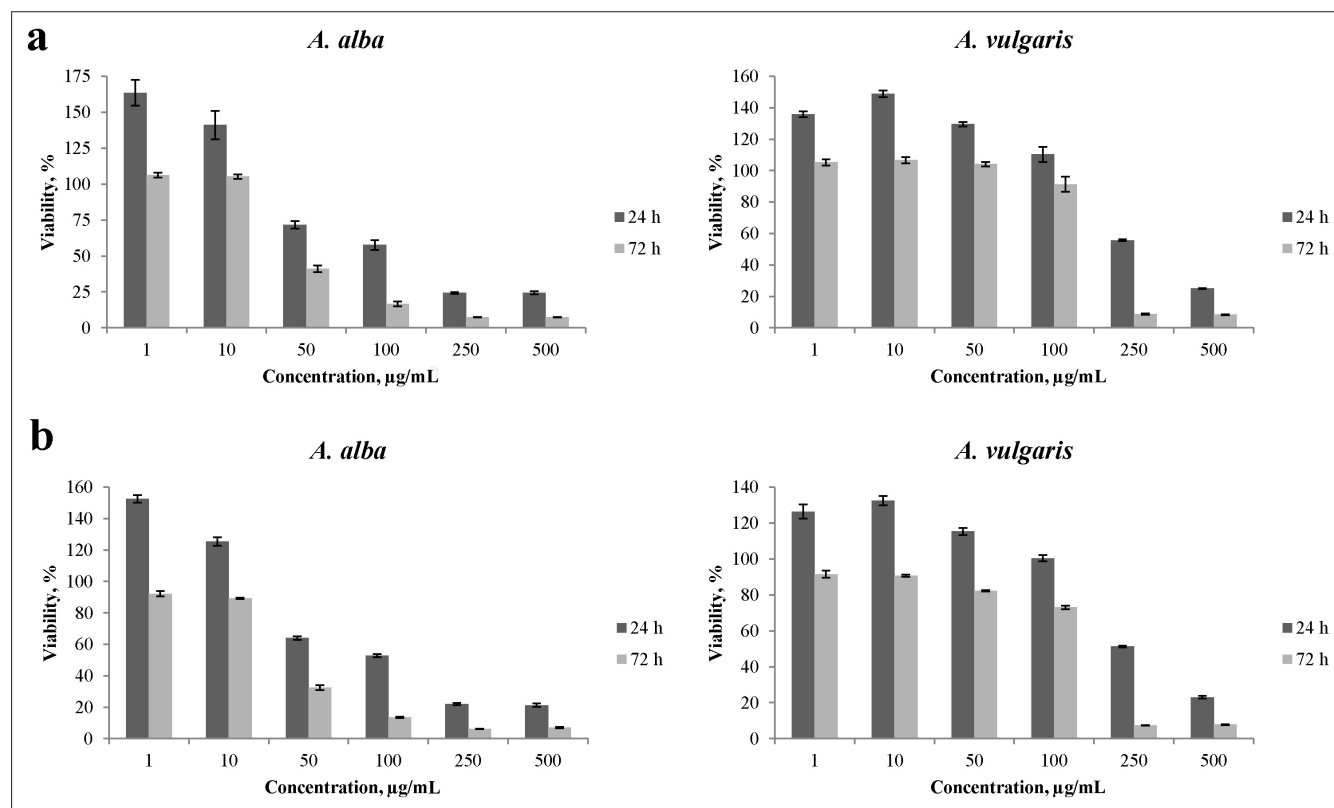 a
A. alba
175
150
125
100
75
50
25
0
Viability, %
1 10 50 100 250 500
Concentration, µg/mL
24 h
72 h
A. vulgaris
160
140
120
100
80
60
40
20
0
Viability, %
1 10 50 100 250 500
Concentration, µg/mL
24 h
72 h
b
A. alba
160
140
120
100
80
60
40
20
0
Viability, %
1 10 50 100 250 500
Concentration, µg/mL
24 h
72 h
A. vulgaris
140
120
100
80
60
40
20
0
Viability, %
1 10 50 100 250 500
Concentration, µg/mL
24 h
72 h